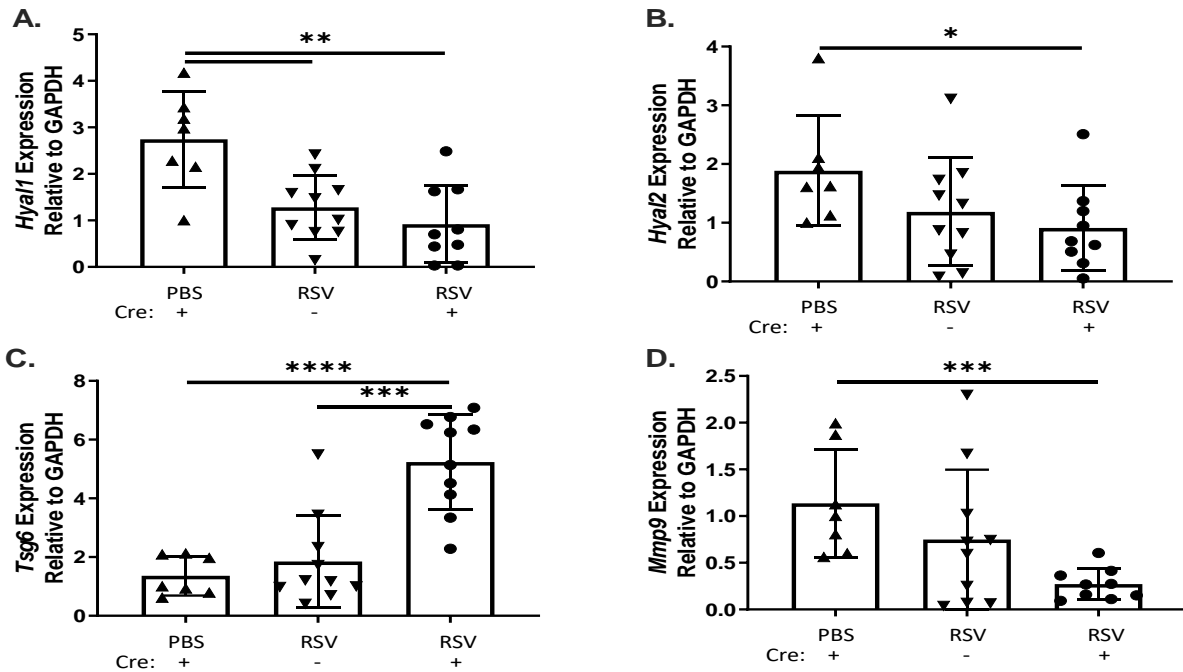 A.
**
Hyal1 Expression
Relative to GAPDH
5
4
3
2
1
0
PBS RSV RSV
Cre: + - +
B.
*
Hyal2 Expression
Relative to GAPDH
4
3
2
1
0
PBS RSV RSV
Cre: + - +
C.
****
***
Tsg6 Expression
Relative to GAPDH
8
6
4
2
0
PBS RSV RSV
Cre: + - +
D.
***
Mmp9 Expression
Relative to GAPDH
2.5
2.0
1.5
1.0
0.5
0.0
PBS RSV RSV
Cre: + - +